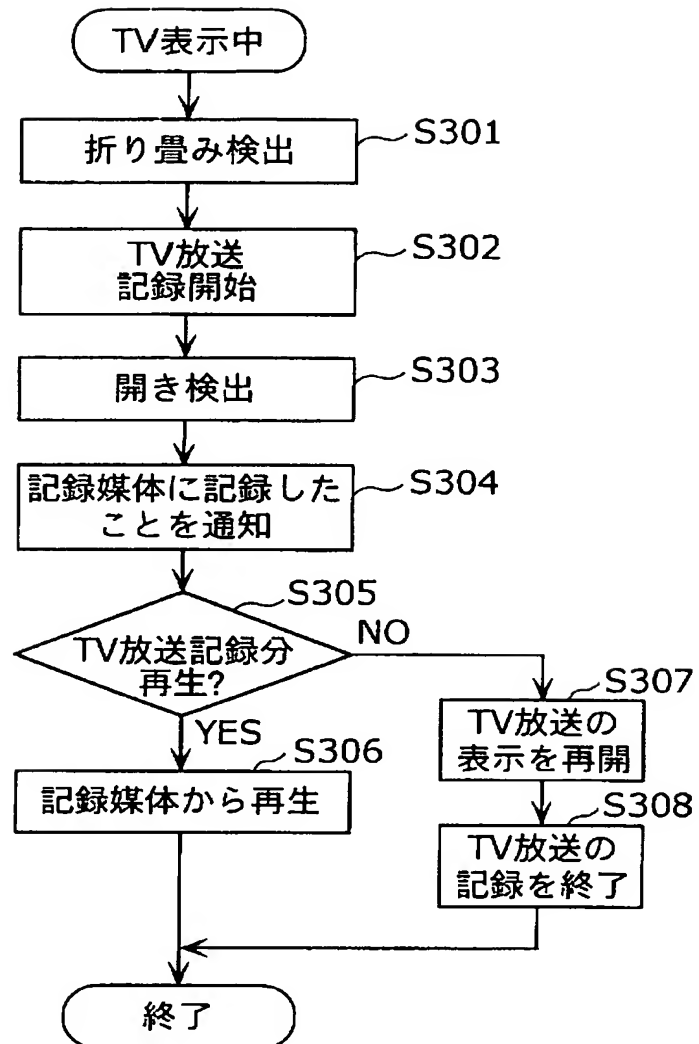 TV表示中
折り畳み検出
S301
TV放送
記録開始
S302
開き検出
S303
記録媒体に記録した
ことを通知
S304
S305
TV放送記録分
再生?
NO
YES
S306
記録媒体から再生
S307
TV放送の
表示を再開
S308
TV放送の
記録を終了
終了